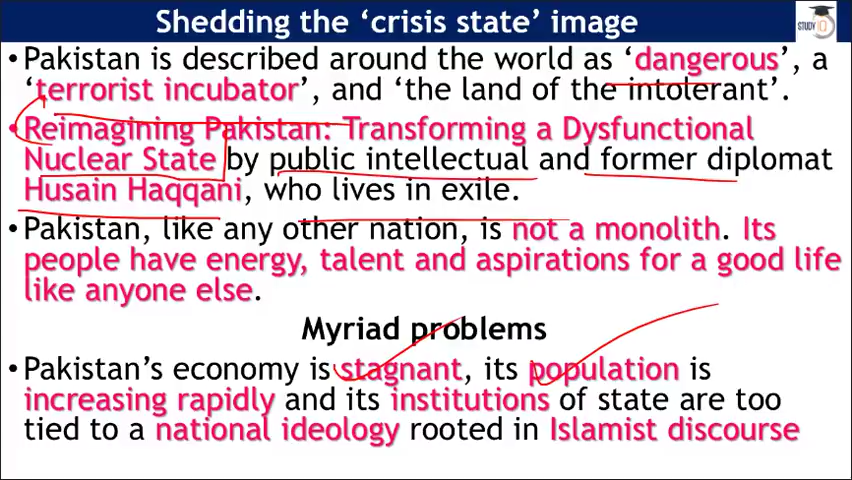 Shedding the ‘crisis state’ image
STUDY IQ
•Pakistan is described around the world as ‘dangerous’, a
‘terrorist incubator’, and ‘the land of the intolerant’.
•Reimagining Pakistan: Transforming a Dysfunctional
Nuclear State by public intellectual and former diplomat
Husain Haqqani, who lives in exile.
•Pakistan, like any other nation, is not a monolith. Its
people have energy, talent and aspirations for a good life
like anyone else.
Myriad problems
•Pakistan’s economy is stagnant, its population is
increasing rapidly and its institutions of state are too
tied to a national ideology rooted in Islamist discourse